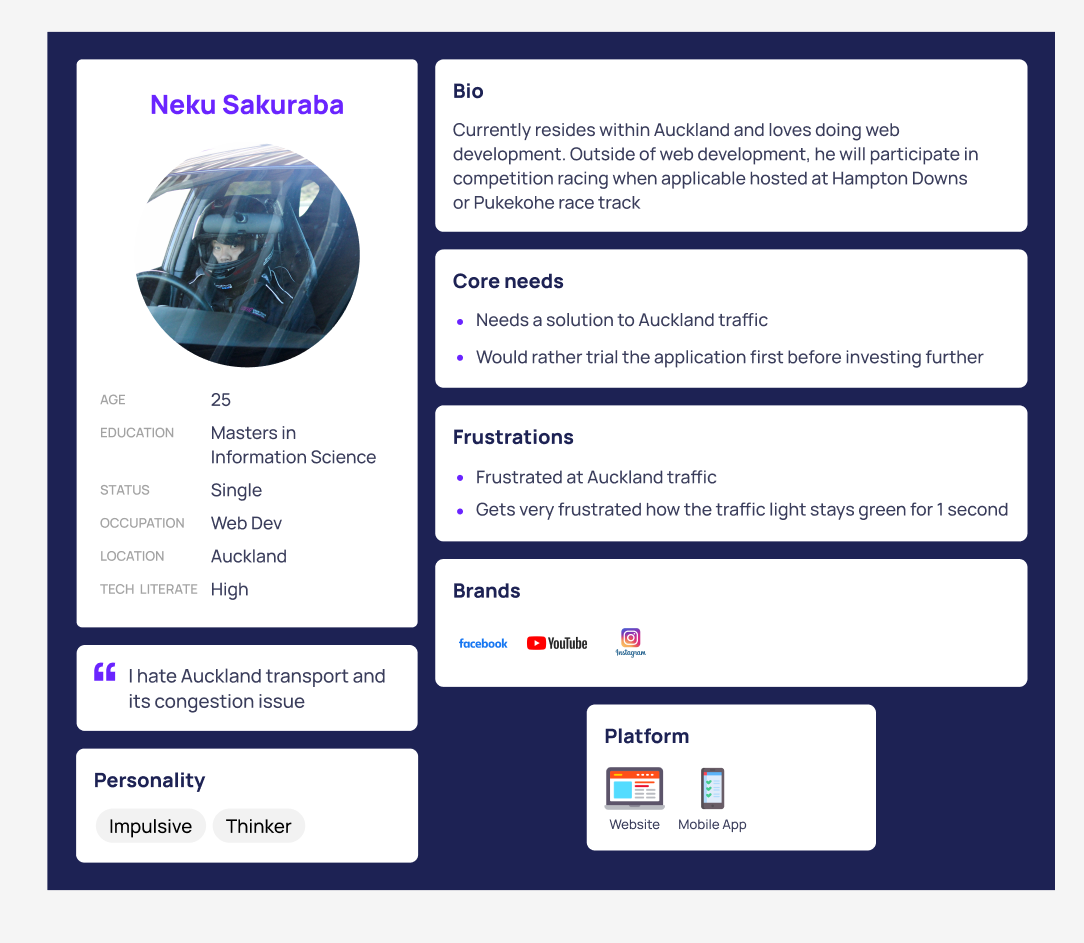 Neku Sakuraba
AGE 25
EDUCATION Masters in
Information Science
STATUS Single
OCCUPATION Web Dev
LOCATION Auckland
TECH LITERATE High
I hate Auckland transport and
its congestion issue
Personality
Impulsive Thinker
Bio
Currently resides within Auckland and loves doing web
development. Outside of web development, he will participate in
competition racing when applicable hosted at Hampton Downs
or Pukekohe race track
Core needs
Needs a solution to Auckland traffic
Would rather trial the application first before investing further
Frustrations
Frustrated at Auckland traffic
Gets very frustrated how the traffic light stays green for 1 second
Brands
facebook YouTube Instagram
Platform
Website Mobile App